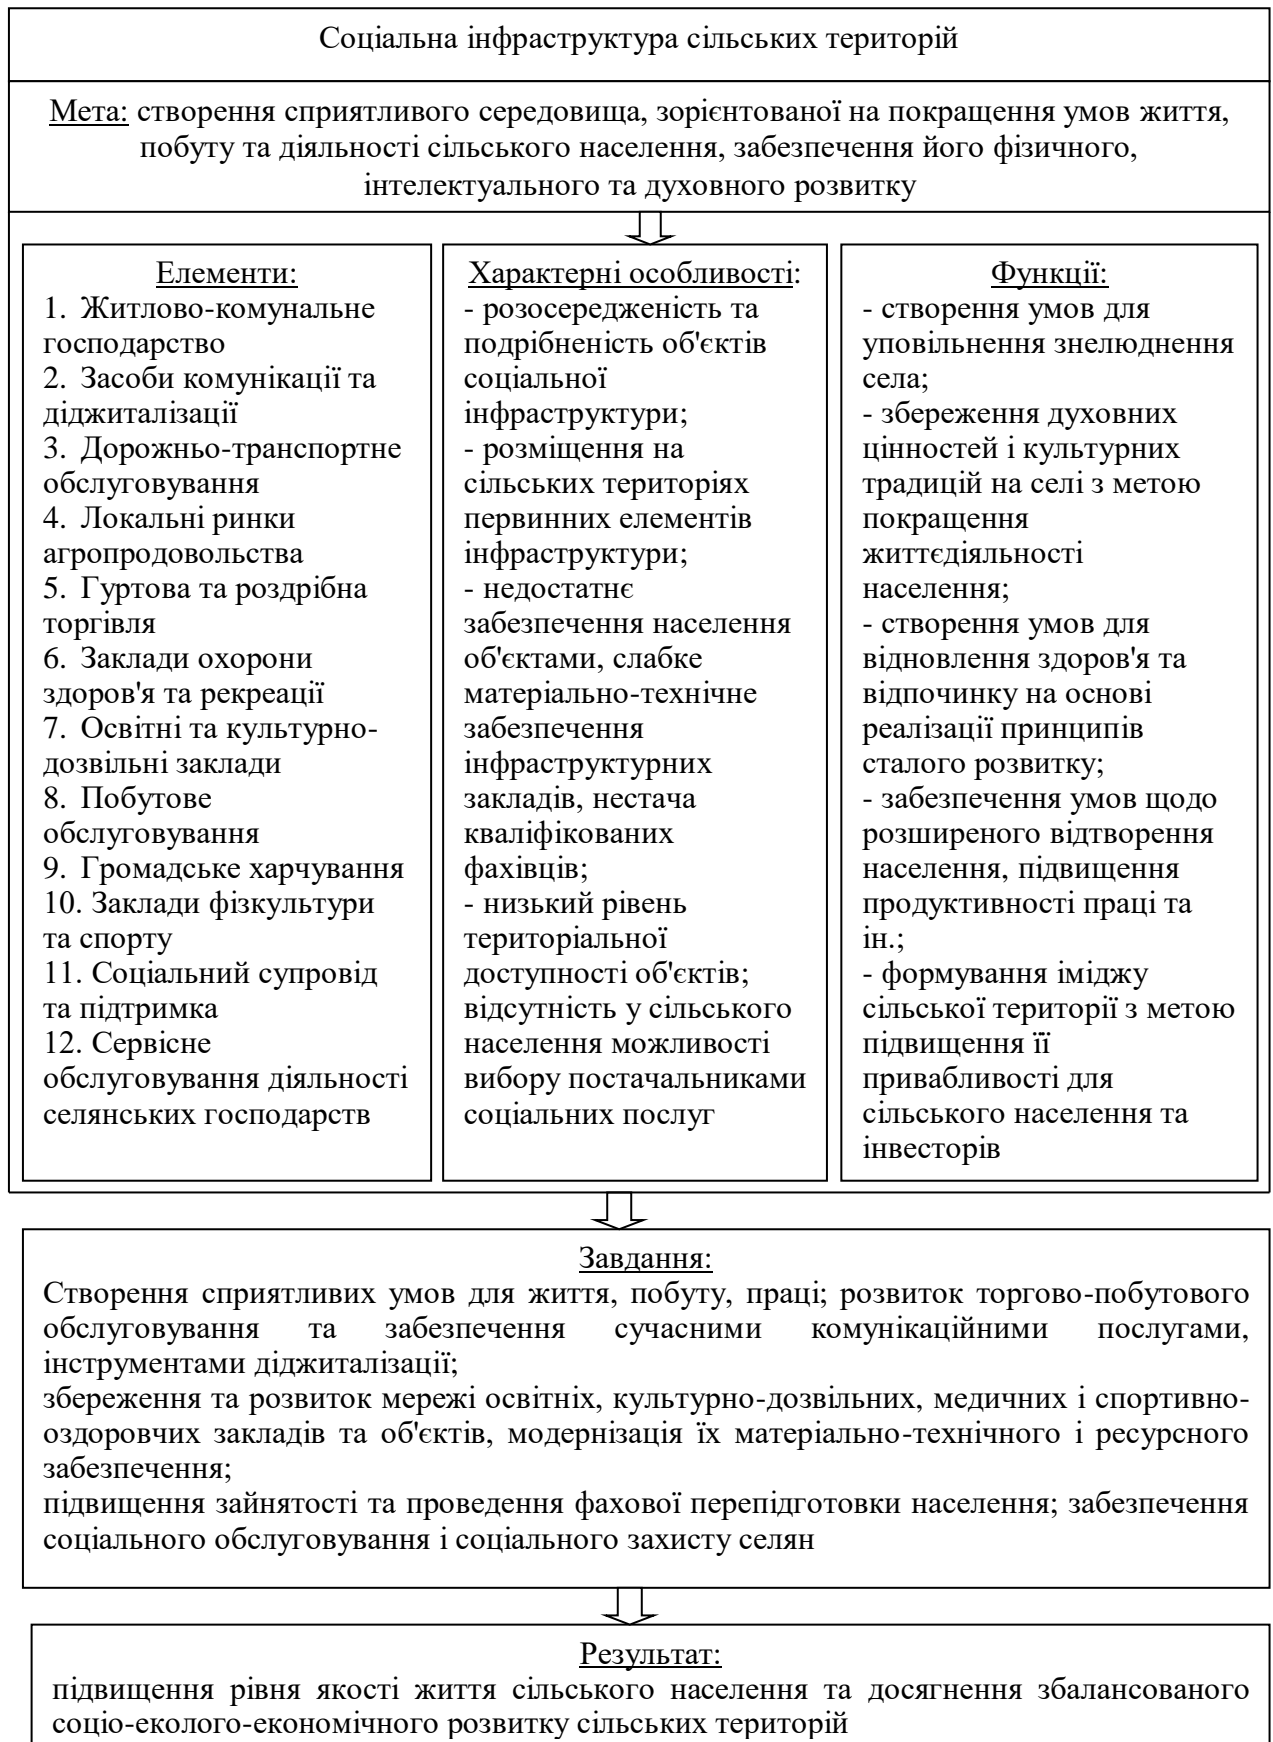 Соціальна інфраструктура сільських територій
Мета: створення сприятливого середовища, зорієнтованої на покращення умов життя,
побуту та діяльності сільського населення, забезпечення його фізичного,
інтелектуального та духовного розвитку
Елементи:
1. Житлово-комунальне
господарство
2. Засоби комунікації та
діджиталізації
3. Дорожньо-транспортне
обслуговування
4. Локальні ринки
агропродовольства
5. Гуртова та роздрібна
торгівля
6. Заклади охорони
здоров'я та рекреації
7. Освітні та культурно-
дозвільні заклади
8. Побутове
обслуговування
9. Громадське харчування
10. Заклади фізкультури
та спорту
11. Соціальний супровід
та підтримка
12. Сервісне
обслуговування діяльності
селянських господарств
Характерні особливості:
- розосередженість та
подрібненість об'єктів
соціальної
інфраструктури;
- розміщення на
сільських територіях
первинних елементів
інфраструктури;
- недостатнє
забезпечення населення
об'єктами, слабке
матеріально-технічне
забезпечення
інфраструктурних
закладів, нестача
кваліфікованих
фахівців;
- низький рівень
територіальної
доступності об'єктів;
відсутність у сільського
населення можливості
вибору постачальниками
соціальних послуг
Функції:
- створення умов для
уповільнення знелюднення
села;
- збереження духовних
цінностей і культурних
традицій на селі з метою
покращення
життєдіяльності
населення;
- створення умов для
відновлення здоров'я та
відпочинку на основі
реалізації принципів
сталого розвитку;
- забезпечення умов щодо
розширеного відтворення
населення, підвищення
продуктивності праці та
ін.;
- формування іміджу
сільської території з метою
підвищення її
привабливості для
сільського населення та
інвесторів
Завдання:
Створення сприятливих умов для життя, побуту, праці; розвиток торгово-побутового
обслуговування та забезпечення сучасними комунікаційними послугами,
інструментами діджиталізації;
збереження та розвиток мережі освітніх, культурно-дозвільних, медичних і спортивно-
оздоровчих закладів та об'єктів, модернізація їх матеріально-технічного і ресурсного
забезпечення;
підвищення зайнятості та проведення фахової перепідготовки населення; забезпечення
соціального обслуговування і соціального захисту селян
Результат:
підвищення рівня якості життя сільського населення та досягнення збалансованого
соціо-еколого-економічного розвитку сільських територій